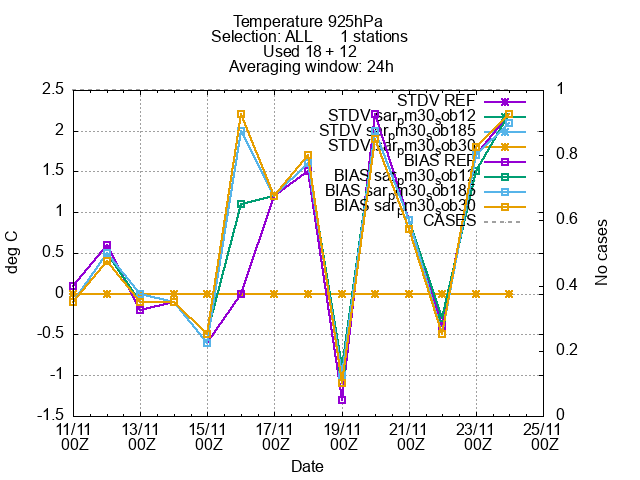 Temperature 925hPa
Selection: ALL 1 stations
Used 18 + 12
Averaging window: 24h
2.5
2
1.5
1
0.5
0
-0.5
-1
-1.5
deg C
1
0.8
0.6
0.4
0.2
0
No cases
STDV REF
STDV sar_pm30_sob12
STDV sar_pm30_sob185
STDV sar_pm30_sob30
BIAS REF
BIAS sar_pm30_sob12
BIAS sar_pm30_sob185
BIAS sar_pm30_sob30
CASES
11/11 13/11 15/11 17/11 19/11 21/11 23/11 25/11
00Z 00Z 00Z 00Z 00Z 00Z 00Z 00Z
Date